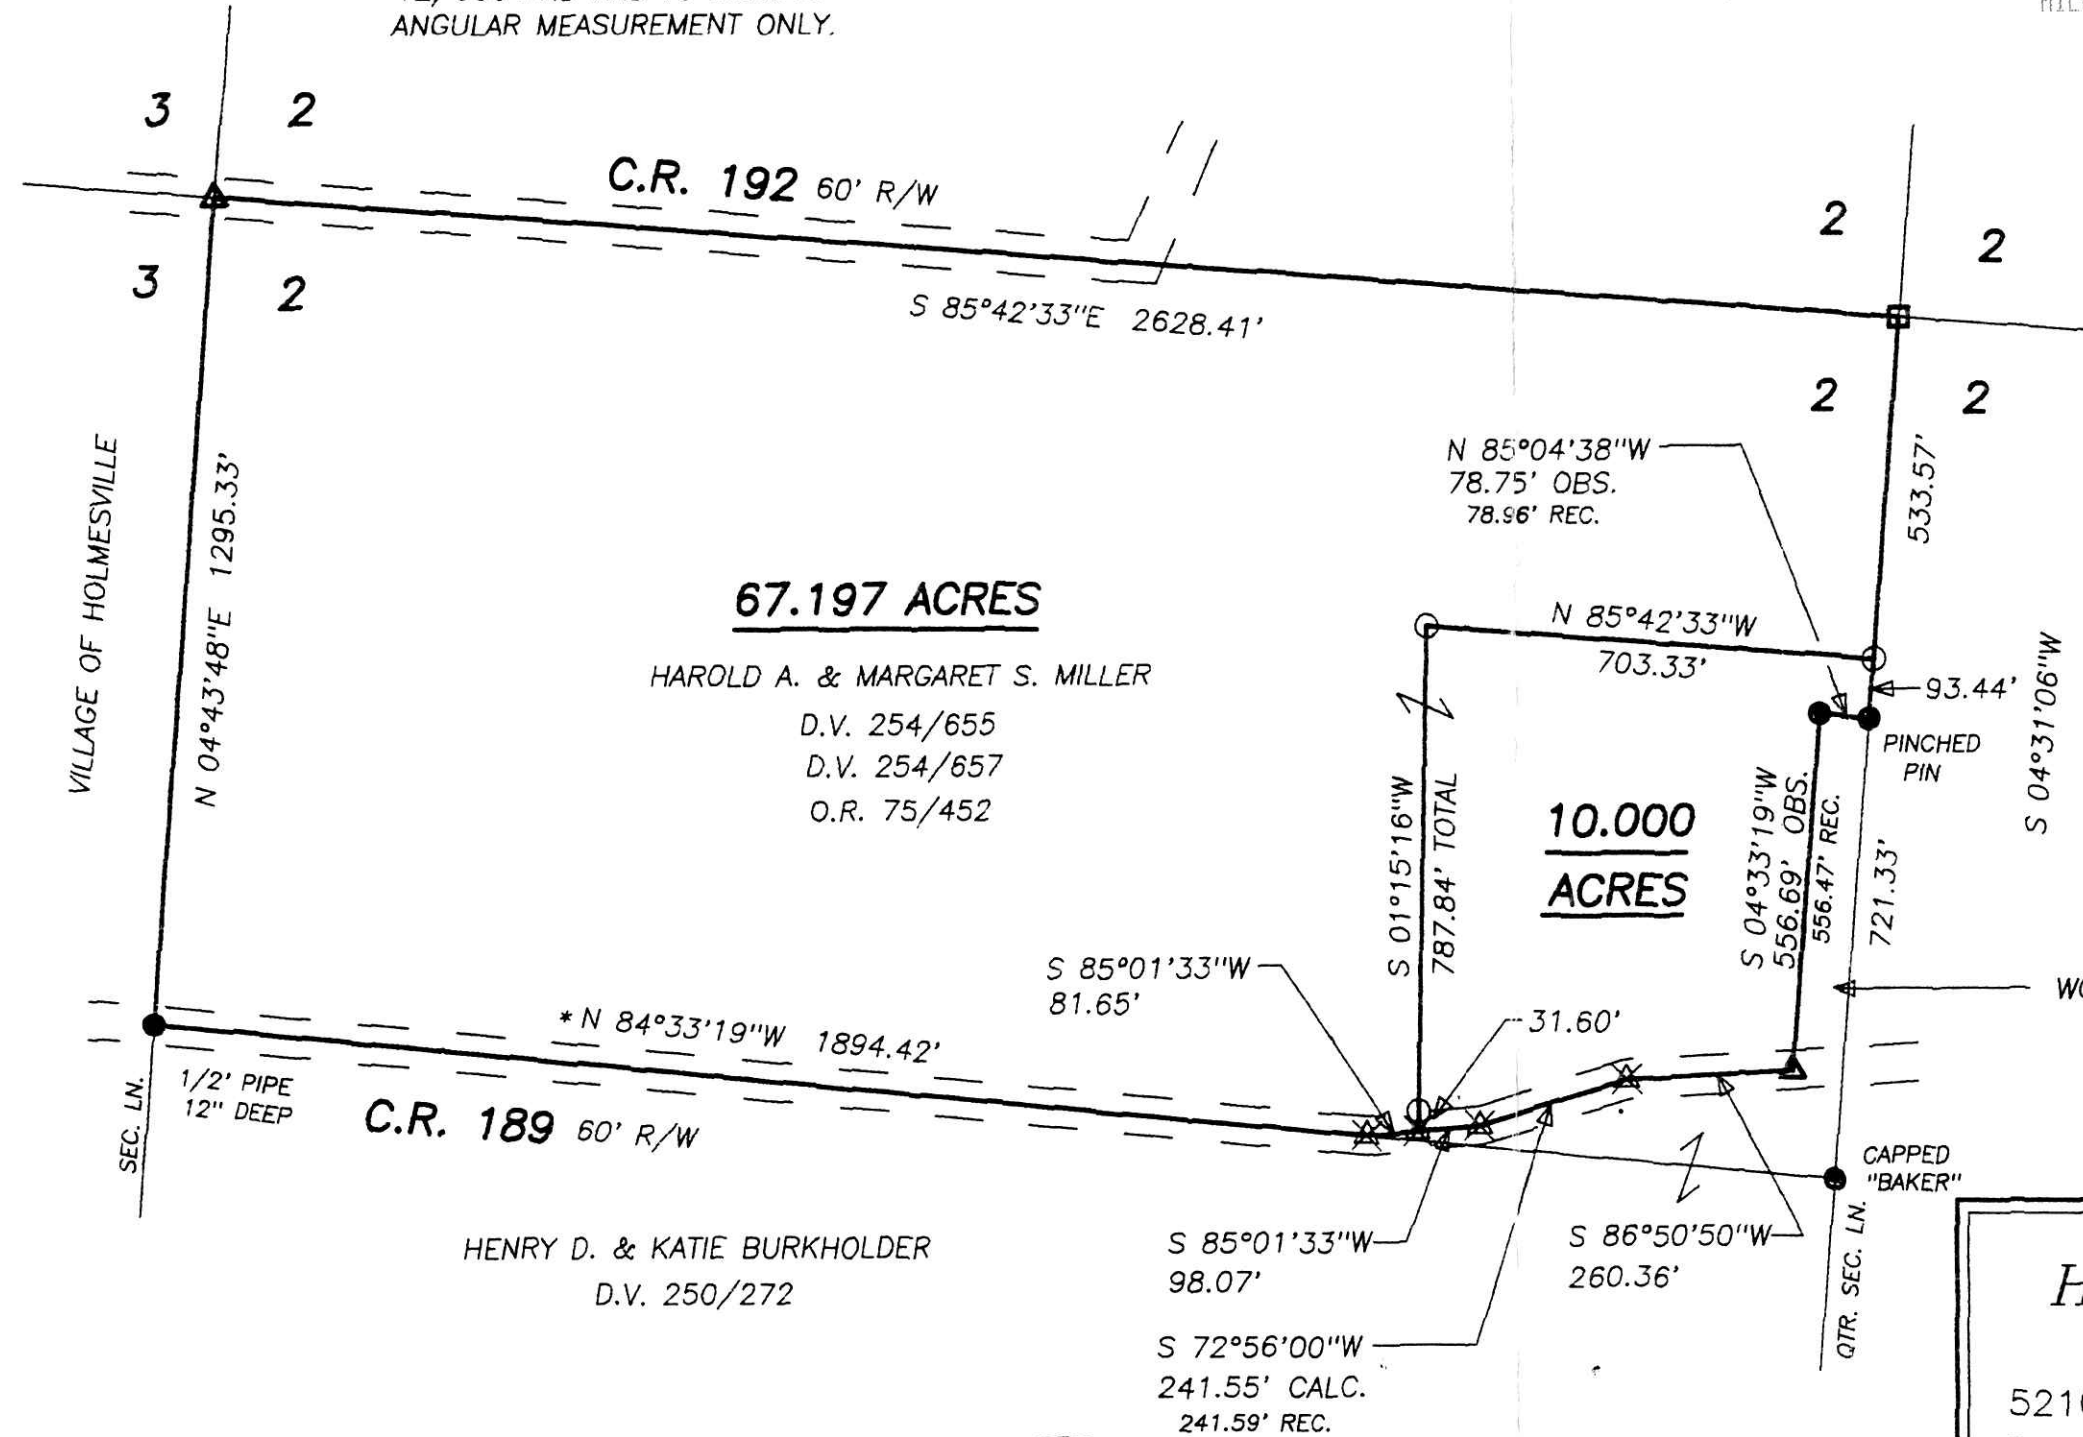 ANGULAR MEASUREMENT ONLY.
3 2
C.R. 192 60' R/W
2 2
3 2
S 85°42'33"E 2628.41'
2 2
N 85°04'38"W
78.75' OBS.
78.96' REC.
533.57'
VILLAGE OF HOLMESVILLE
N 04°43'48"E 1295.33'
67.197 ACRES
HAROLD A. & MARGARET S. MILLER
D.V. 254/655
D.V. 254/657
O.R. 75/452
N 85°42'33"W
703.33'
93.44'
S 04°31'06"W
PINCHED
PIN
S 01°15'16"W
787.84' TOTAL
10.000
ACRES
S 04°33'19"W
556.69' OBS.
556.47' REC.
721.33'
S 85°01'33"W
81.65'
31.60'
*N 84°33'19"W 1894.42'
1/2' PIPE
12" DEEP
SEC. LN.
C.R. 189 60' R/W
CAPPED
"BAKER"
QTR. SEC. LN.
HENRY D. & KATIE BURKHOLDER
D.V. 250/272
S 85°01'33"W
98.07'
S 86°50'50"W
260.36'
S 72°56'00"W
241.55' CALC.
241.59' REC.
H
521